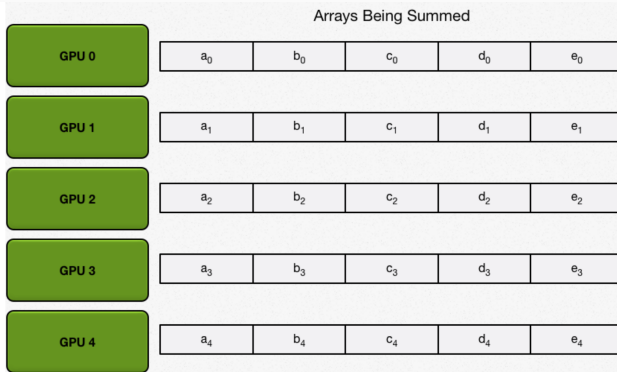 Arrays Being Summed
GPU 0 a₀ b₀ c₀ d₀ e₀
GPU 1 a₁ b₁ c₁ d₁ e₁
GPU 2 a₂ b₂ c₂ d₂ e₂
GPU 3 a₃ b₃ c₃ d₃ e₃
GPU 4 a₄ b₄ c₄ d₄ e₄